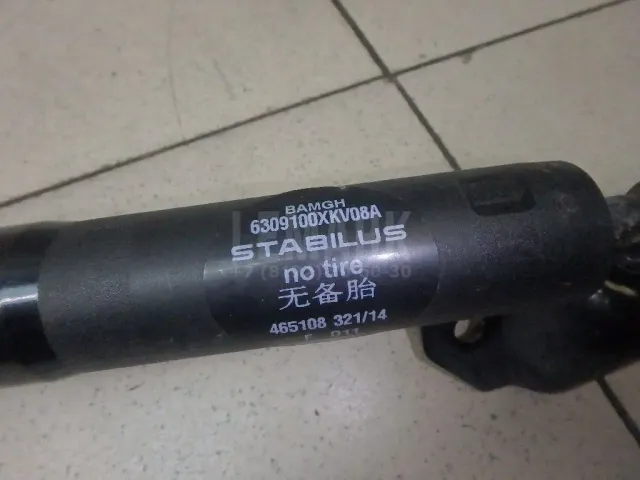 BAMGH
6309100XKV08A
STABILUS
no tire
无备胎
465108 321/14